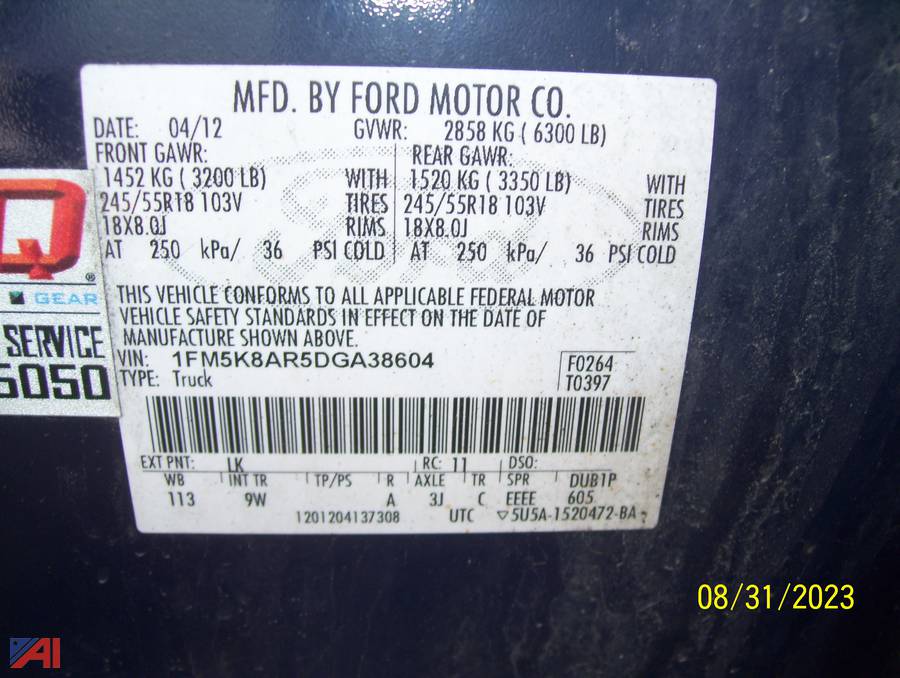 MFD. BY FORD MOTOR CO.
DATE: 04/12 GVWR: 2858 KG ( 6300 LB)
FRONT GAWR: REAR GAWR:
1452 KG ( 3200 LB) WITH 1520 KG ( 3350 LB) WITH
245/55R18 103V TIRES 245/55R18 103V TIRES
18X8.0J RIMS 18X8.0J RIMS
AT 250 kPa/ 36 PSI COLD AT 250 kPa/ 36 PSI COLD
THIS VEHICLE CONFORMS TO ALL APPLICABLE FEDERAL MOTOR
VEHICLE SAFETY STANDARDS IN EFFECT ON THE DATE OF
MANUFACTURE SHOWN ABOVE.
VIN: 1FM5K8AR5DGA38604 F0264
TYPE: Truck T0397
EXT PNT: LK RC: 11 DSO:
WB INT TR TP/PS R AXLE TR SPR DUB1P
113 9W A 3J C EEEE 605
1201204137308 UTC ▽5U5A-1520472-BA
Q ®
GEAR
SERVICE
5050
08/31/2023
AI